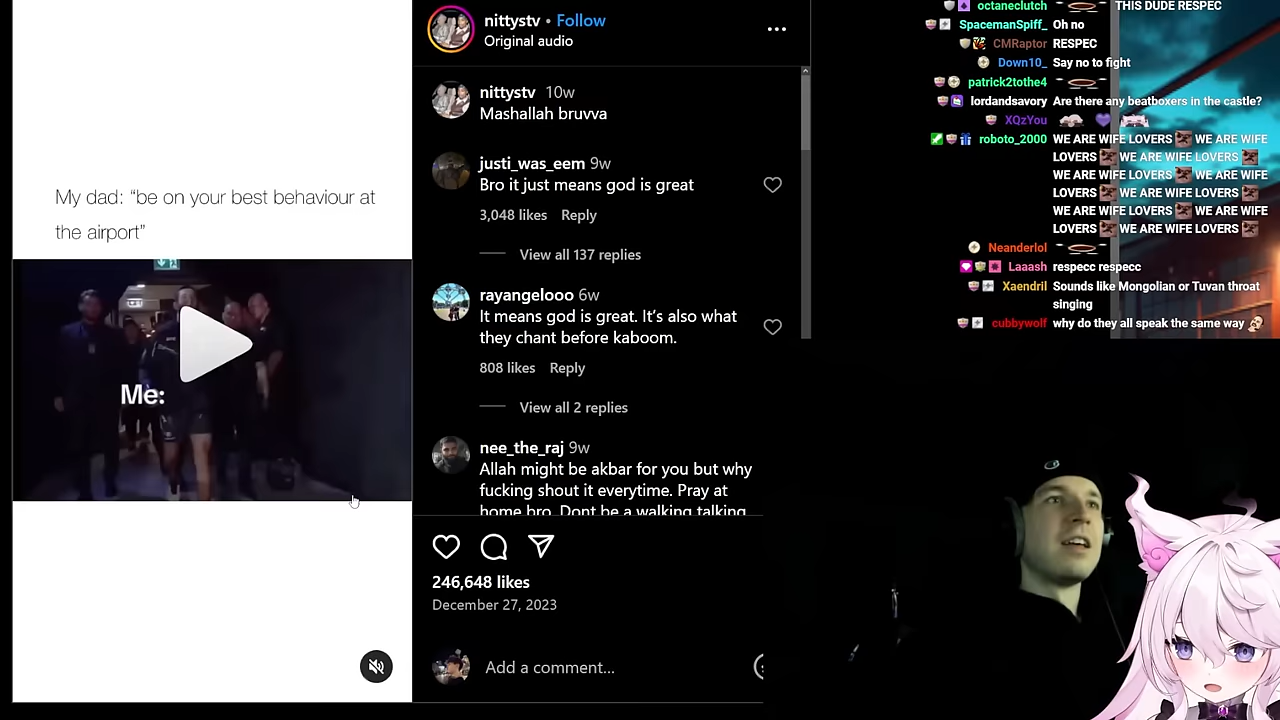 My dad: “be on your best behaviour at
the airport”
Me:
nittystv • Follow
Original audio
nittystv 10w
Mashallah bruvva
justi_was_eem 9w
Bro it just means god is great
3,048 likes Reply
View all 137 replies
rayangelooo 6w
It means god is great. It’s also what
they chant before kaboom.
808 likes Reply
View all 2 replies
nee_the_raj 9w
Allah might be akbar for you but why
fucking shout it everytime. Pray at
home bro. Dont be a walking talking
246,648 likes
December 27, 2023
Add a comment...
octaneclutch THIS DUDE RESPEC
SpacemanSpiff_ Oh no
CMRaptor RESPEC
Down10_ Say no to fight
patrick2tothe4
lordandsavory Are there any beatboxers in the castle?
XQzYou
roboto_2000 WE ARE WIFE LOVERS WE ARE WIFE
LOVERS WE ARE WIFE LOVERS
WE ARE WIFE LOVERS WE ARE WIFE
LOVERS WE ARE WIFE LOVERS
WE ARE WIFE LOVERS WE ARE WIFE
LOVERS WE ARE WIFE LOVERS
Neanderlol
Laaash respecc respecc
Xaendril Sounds like Mongolian or Tuvan throat
singing
cubbywolf why do they all speak the same way